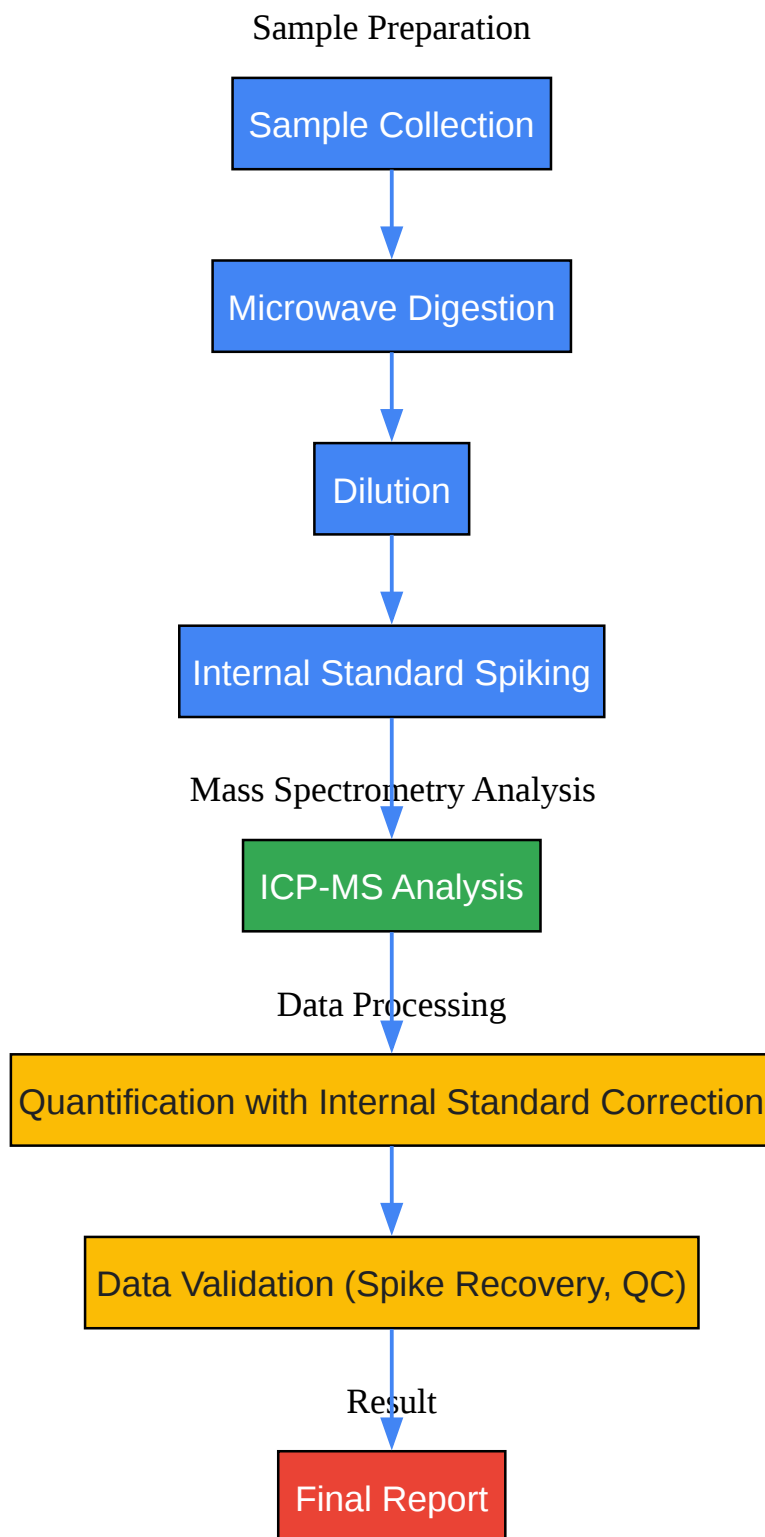 Sample Preparation
Sample Collection
Microwave Digestion
Dilution
Internal Standard Spiking
Mass Spectrometry Analysis
ICP-MS Analysis
Data Processing
Quantification with Internal Standard Correction
Data Validation (Spike Recovery, QC)
Result
Final Report